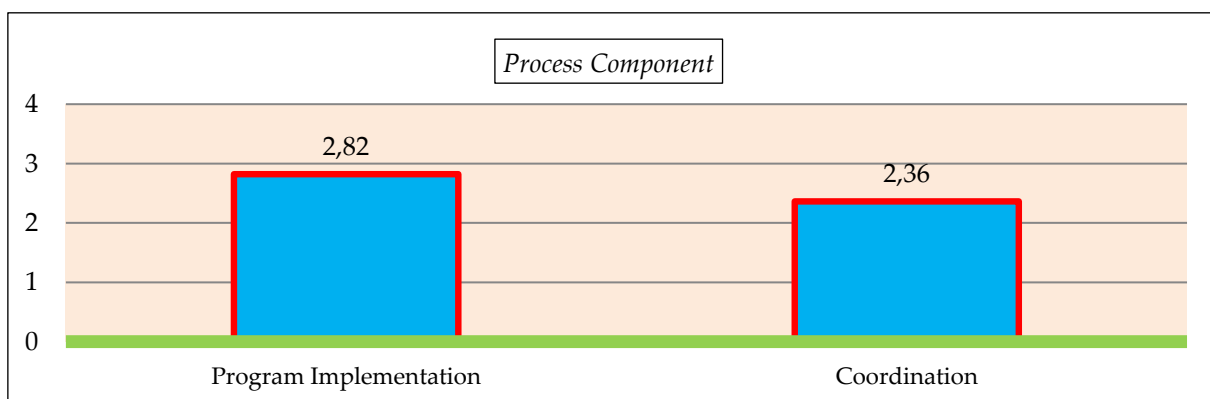 Process Component
4
3
2
1
0
2,82
2,36
Program Implementation
Coordination